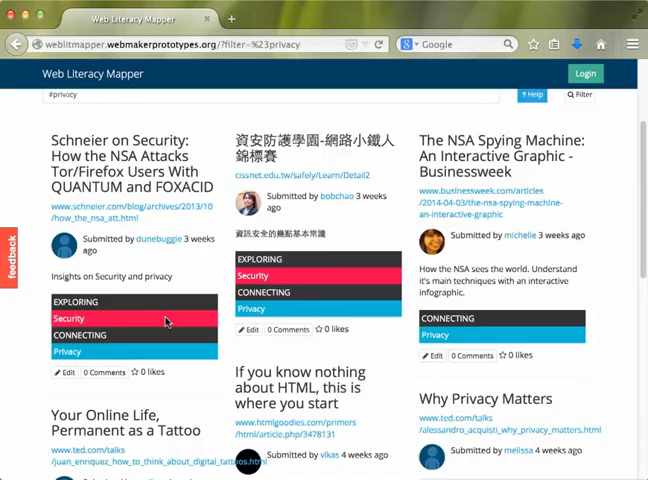 Web Literacy Mapper
weblitmapper.webmakerprototypes.org/?filter=%23privacy
Google
Web Literacy Mapper
Login
#privacy
? Help
Filter
feedback
Schneier on Security:
How the NSA Attacks
Tor/Firefox Users With
QUANTUM and FOXACID
www.schneier.com/blog/archives/2013/10
/how_the_nsa_att.html
Submitted by dunebuggie 3 weeks
ago
Insights on Security and privacy
EXPLORING
Security
CONNECTING
Privacy
Edit 0 Comments 0 likes
Your Online Life,
Permanent as a Tattoo
www.ted.com/talks
/juan_enriquez_how_to_think_about_digital_tattoos.html
資安防護學園-網路小鐵人
錦標賽
cissnet.edu.tw/safely/Learn/Detail2
Submitted by bobchao 3 weeks
ago
資訊安全的幾點基本常識
EXPLORING
Security
CONNECTING
Privacy
Edit 0 Comments 0 likes
If you know nothing
about HTML, this is
where you start
www.htmlgoodies.com/primers
/html/article.php/3478131
Submitted by vikas 4 weeks ago
The NSA Spying Machine:
An Interactive Graphic -
Businessweek
www.businessweek.com/articles
/2014-04-03/the-nsa-spying-machine-
an-interactive-graphic
Submitted by michelle 3 weeks ago
How the NSA sees the world. Understand
it's main techniques with an interactive
infographic.
CONNECTING
Privacy
Edit 0 Comments 0 likes
Why Privacy Matters
www.ted.com/talks
/alessandro_acquisti_why_privacy_matters.html
Submitted by melissa 4 weeks ago